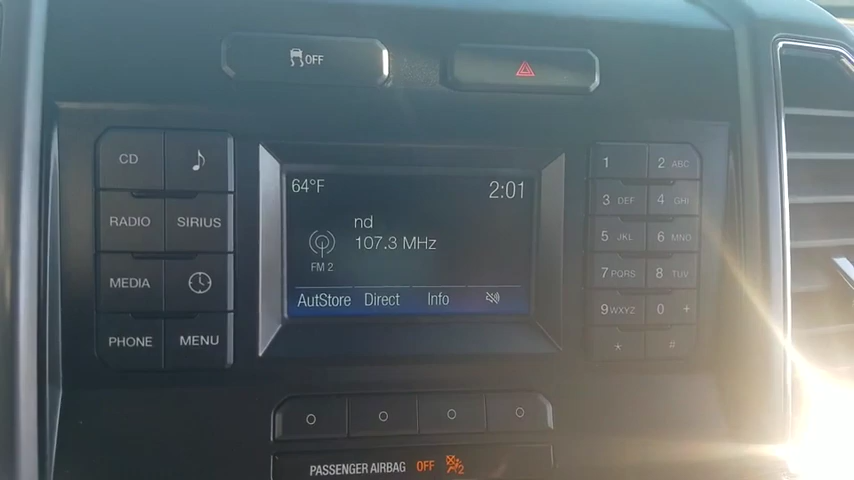 OFF
CD
RADIO SIRIUS
MEDIA
PHONE MENU
64°F 2:01
nd
107.3 MHz
FM 2
AutStore Direct Info
1 2 ABC
3 DEF 4 GHI
5 JKL 6 MNO
7 PQRS 8 TUV
9 WXYZ 0 +
* #
PASSENGER AIRBAG OFF 2